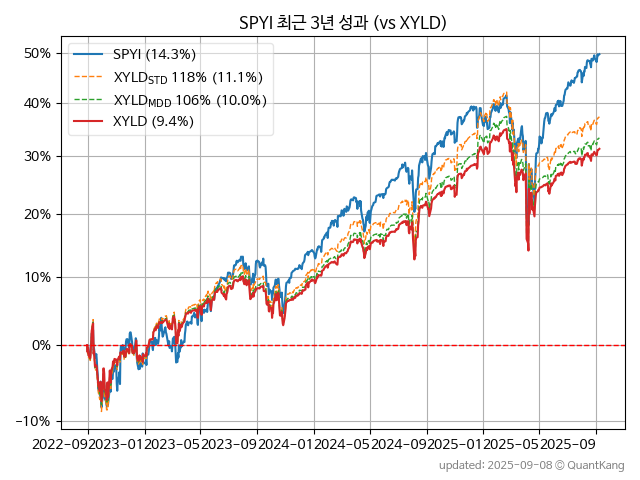 SPYI 최근 3년 성과 (vs XYLD)
SPYI (14.3%)
XYLD_STD 118% (11.1%)
XYLD_MDD 106% (10.0%)
XYLD (9.4%)
50%
40%
30%
20%
10%
0%
−10%
2022-09 2023-01 2023-05 2023-09 2024-01 2024-05 2024-09 2025-01 2025-05 2025-09
updated: 2025-09-08 © QuantKang